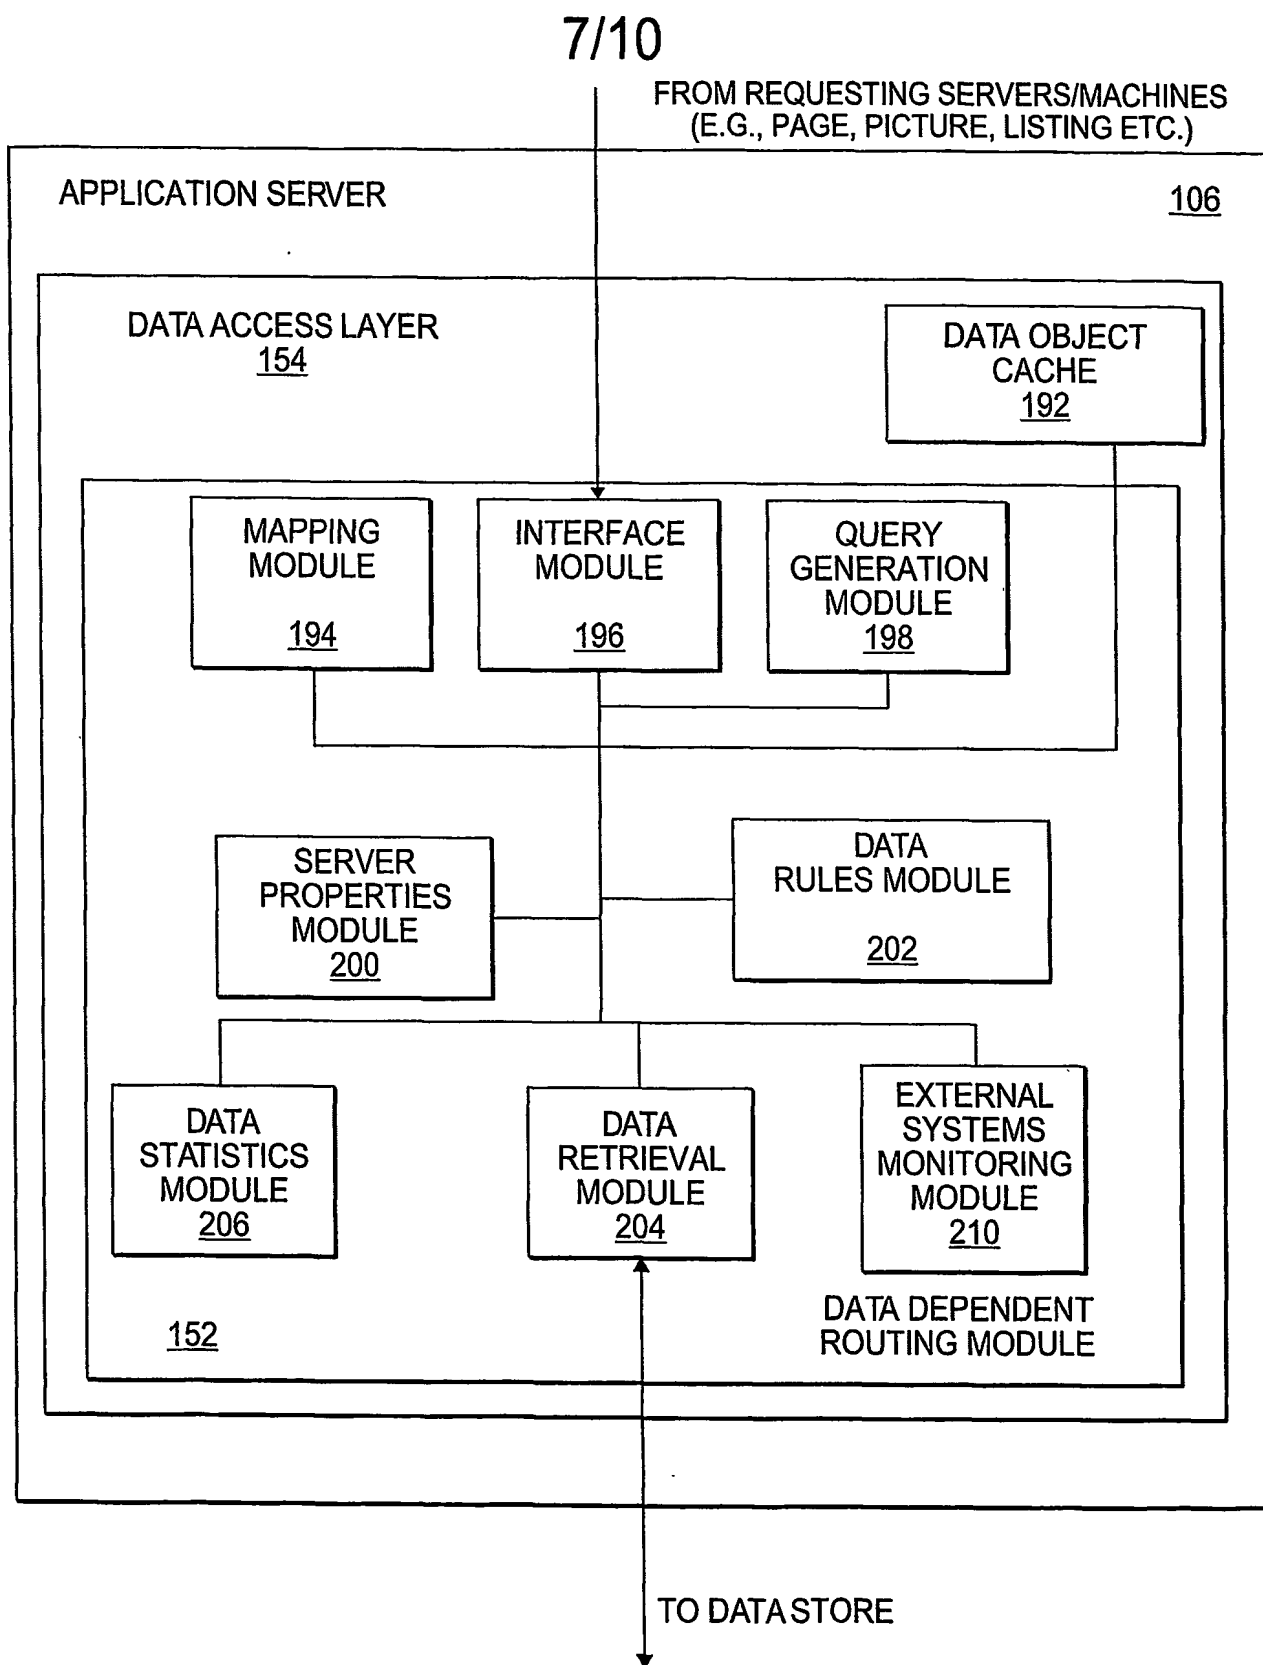 7/10
FROM REQUESTING SERVERS/MACHINES
(E.G., PAGE, PICTURE, LISTING ETC.)
APPLICATION SERVER
106
DATA ACCESS LAYER
154
DATA OBJECT
CACHE
192
MAPPING
MODULE
194
INTERFACE
MODULE
196
QUERY
GENERATION
MODULE
198
SERVER
PROPERTIES
MODULE
200
DATA
RULES MODULE
202
DATA
STATISTICS
MODULE
206
DATA
RETRIEVAL
MODULE
204
EXTERNAL
SYSTEMS
MONITORING
MODULE
210
152
DATA DEPENDENT
ROUTING MODULE
TO DATA STORE